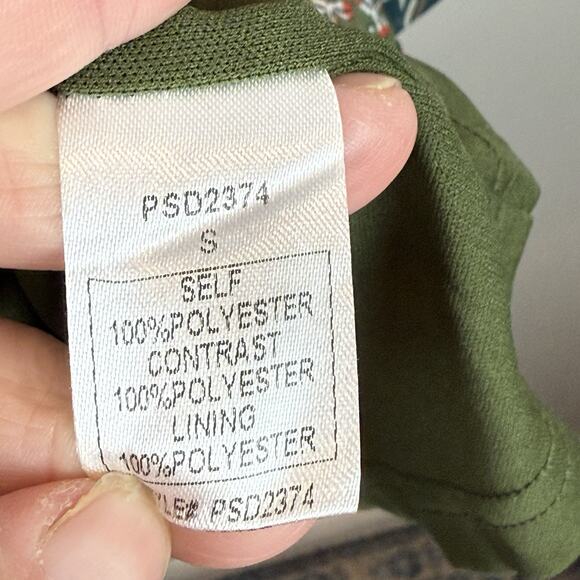 PSD2374
S
SELF
100%POLYESTER
CONTRAST
100%POLYESTER
LINING
100%POLYESTER
PSD2374